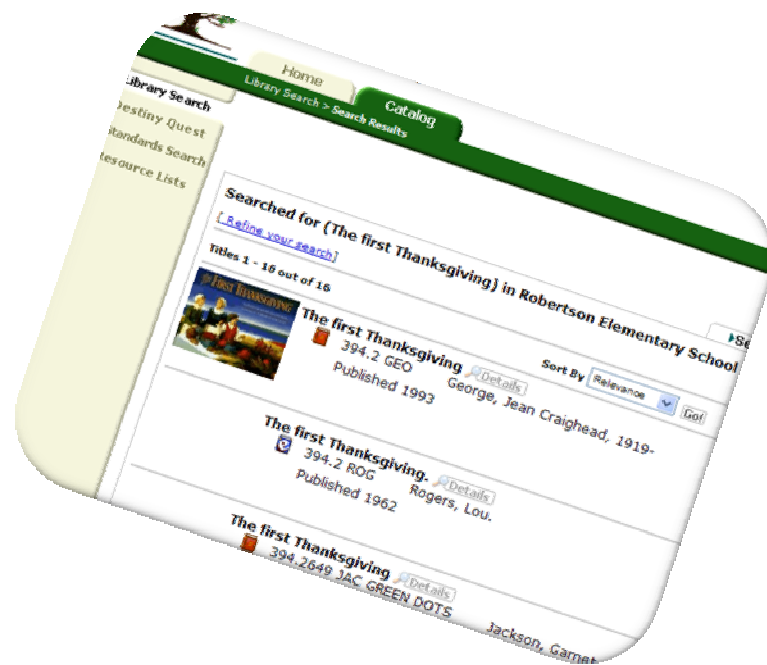 Home
Catalog
Library Search > Search Results
Library Search
Destiny Quest
Standards Search
Resource Lists
Searched for (The first Thanksgiving) in Robertson Elementary School
[ Refine your search]
Titles 1 - 16 out of 16
Sort By Relevance Go!
FIRST THANKSGIVING
The first Thanksgiving Details
394.2 GEO George, Jean Craighead, 1919-
Published 1993
The first Thanksgiving. Details
394.2 ROG Rogers, Lou.
Published 1962
The first Thanksgiving Details
394.2649 JAC GREEN DOTS Jackson, Garnet